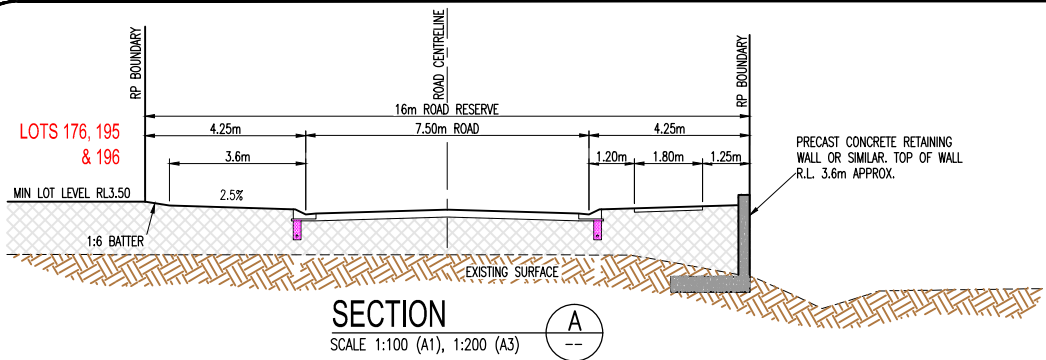 RP BOUNDARY
ROAD CENTRELINE
RP BOUNDARY
16m ROAD RESERVE
LOTS 176, 195
& 196
4.25m
7.50m ROAD
4.25m
3.6m
1.20m
1.80m
1.25m
PRECAST CONCRETE RETAINING
WALL OR SIMILAR. TOP OF WALL
R.L. 3.6m APPROX.
MIN LOT LEVEL RL3.50
2.5%
1:6 BATTER
EXISTING SURFACE
SECTION
SCALE 1:100 (A1), 1:200 (A3)
A
--